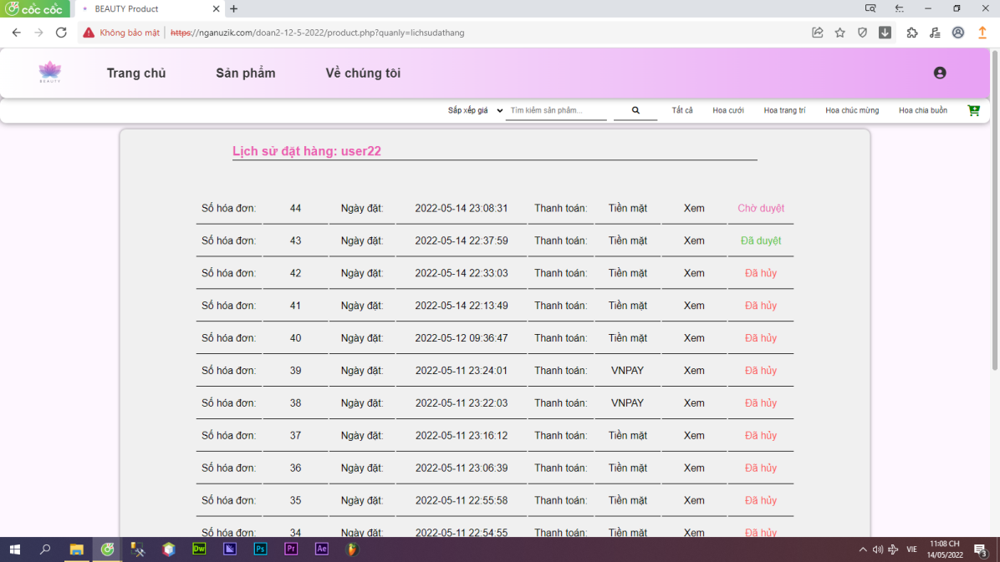 cốc cốc
BEAUTY Product
Không bảo mật
https://nganuzik.com/doan2-12-5-2022/product.php?quanly=lichsudathang
BEAUTY
Trang chủ Sản phẩm Về chúng tôi
Sắp xếp giá Tìm kiếm sản phẩm... Tất cả Hoa cưới Hoa trang trí Hoa chúc mừng Hoa chia buồn
Lịch sử đặt hàng: user22
Số hóa đơn: 44 Ngày đặt: 2022-05-14 23:08:31 Thanh toán: Tiền mặt Xem Chờ duyệt
Số hóa đơn: 43 Ngày đặt: 2022-05-14 22:37:59 Thanh toán: Tiền mặt Xem Đã duyệt
Số hóa đơn: 42 Ngày đặt: 2022-05-14 22:33:03 Thanh toán: Tiền mặt Xem Đã hủy
Số hóa đơn: 41 Ngày đặt: 2022-05-14 22:13:49 Thanh toán: Tiền mặt Xem Đã hủy
Số hóa đơn: 40 Ngày đặt: 2022-05-12 09:36:47 Thanh toán: Tiền mặt Xem Đã hủy
Số hóa đơn: 39 Ngày đặt: 2022-05-11 23:24:01 Thanh toán: VNPAY Xem Đã hủy
Số hóa đơn: 38 Ngày đặt: 2022-05-11 23:22:03 Thanh toán: VNPAY Xem Đã hủy
Số hóa đơn: 37 Ngày đặt: 2022-05-11 23:16:12 Thanh toán: Tiền mặt Xem Đã hủy
Số hóa đơn: 36 Ngày đặt: 2022-05-11 23:06:39 Thanh toán: Tiền mặt Xem Đã hủy
Số hóa đơn: 35 Ngày đặt: 2022-05-11 22:55:58 Thanh toán: Tiền mặt Xem Đã hủy
Số hóa đơn: 34 Ngày đặt: 2022-05-11 22:54:55 Thanh toán: Tiền mặt Xem Đã hủy
Dw Ps Pr Ae
VIE
11:08 CH
14/05/2022
3